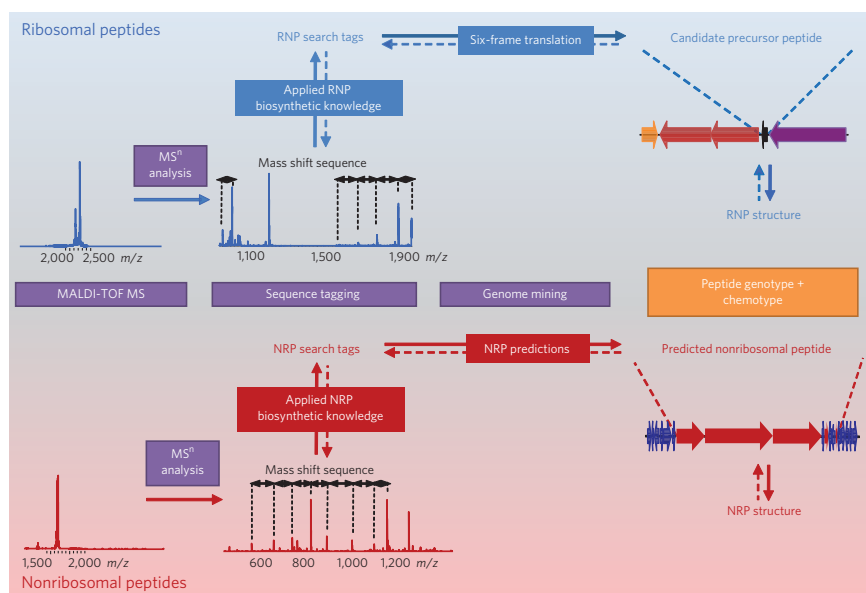 Ribosomal peptides
RNP search tags
Six-frame translation
Candidate precursor peptide
Applied RNP
biosynthetic knowledge
MSⁿ
analysis
Mass shift sequence
2,000 2,500 m/z
1,100 1,500 1,900 m/z
RNP structure
MALDI-TOF MS
Sequence tagging
Genome mining
Peptide genotype +
chemotype
NRP search tags
NRP predictions
Predicted nonribosomal peptide
Applied NRP
biosynthetic knowledge
MSⁿ
analysis
Mass shift sequence
NRP structure
1,500 2,000 m/z
600 800 1,000 1,200 m/z
Nonribosomal peptides